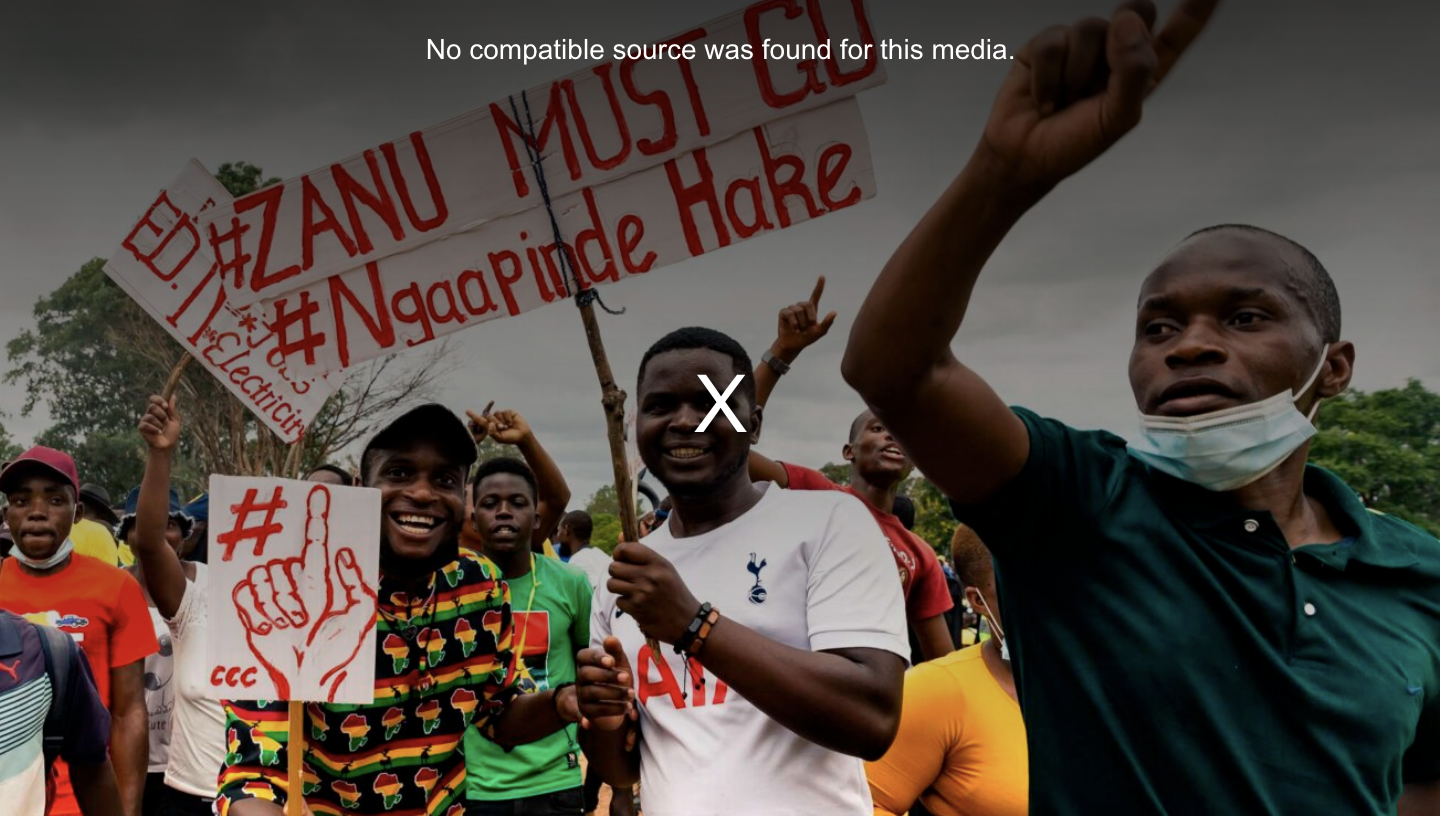 No compatible source was found for this media.
#ZANU MUST GO
#Ngaapinde Hake
ED.
Electricity
X
#
ccc